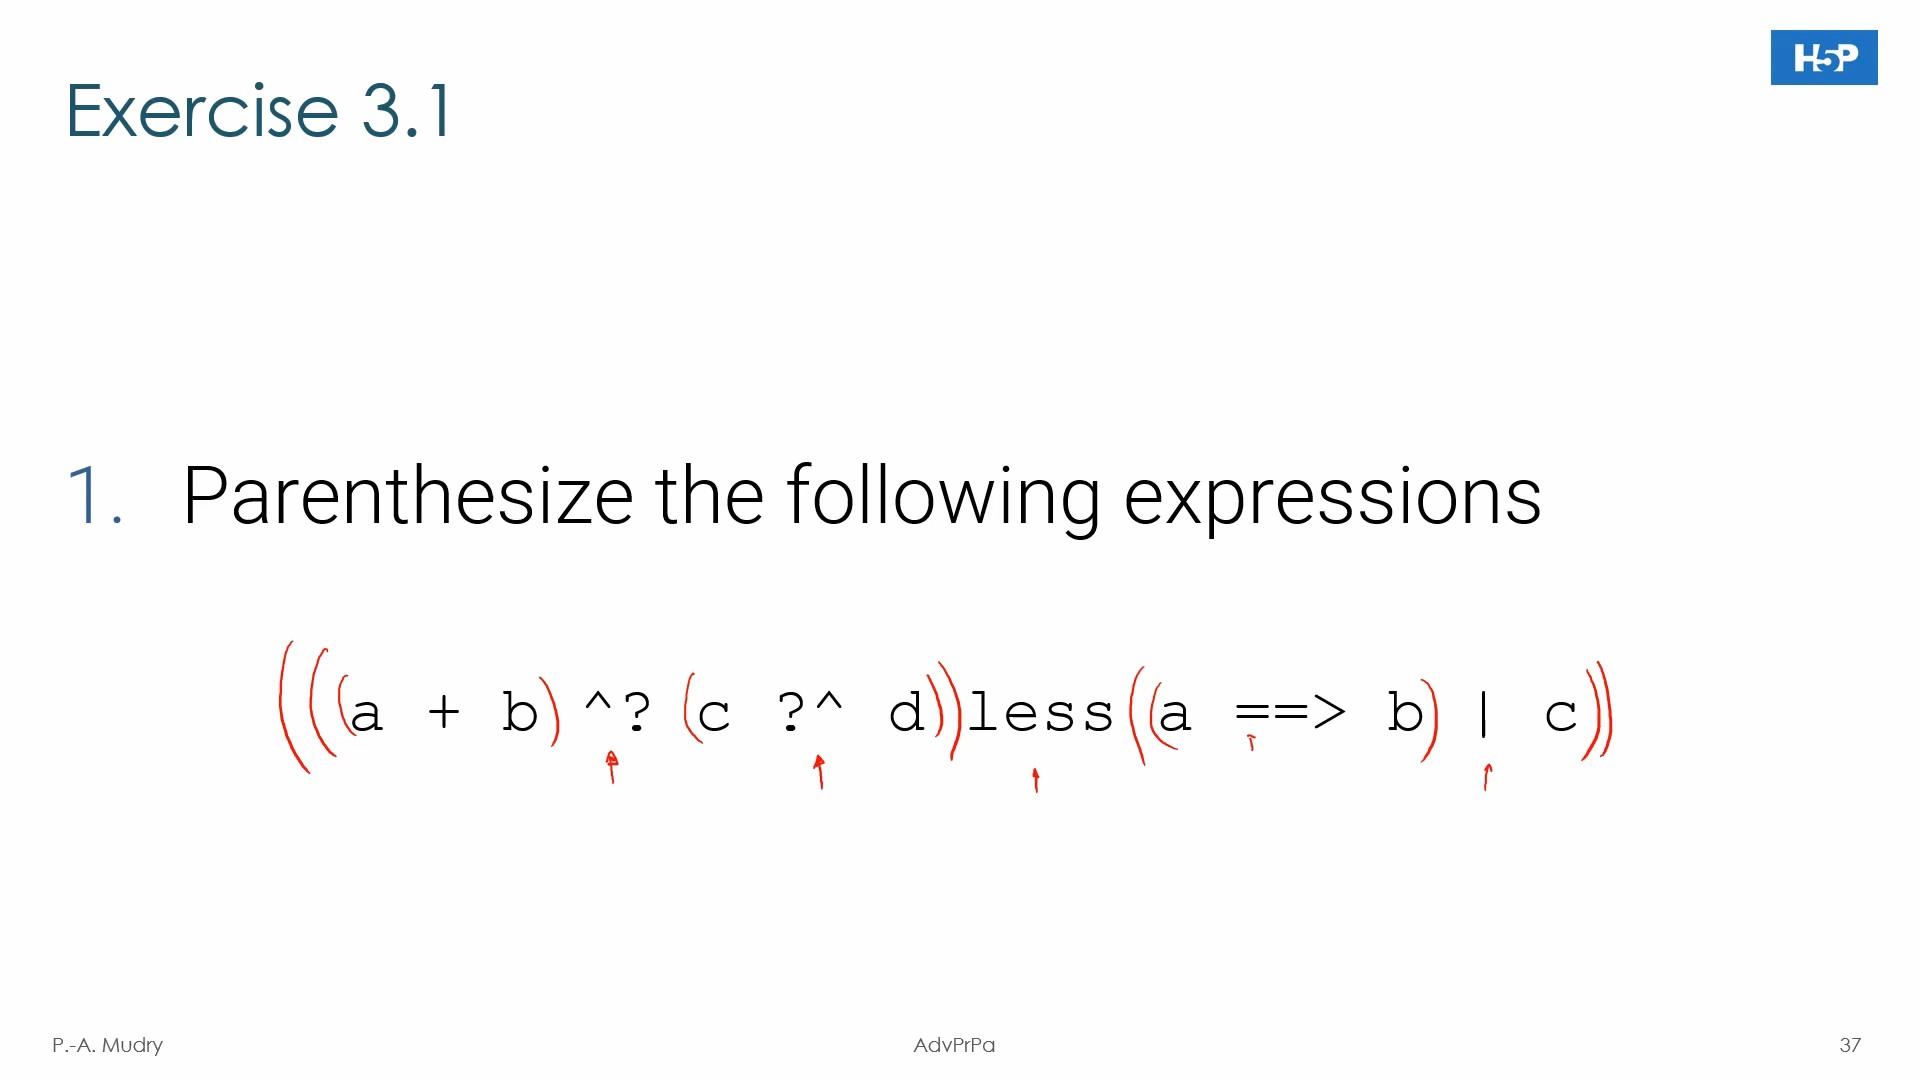 H5P
Exercise 3.1
1. Parenthesize the following expressions
(((a + b) ^? (c ?^ d)) less ((a ==> b) | c))
P.-A. Mudry AdvPrPa 37